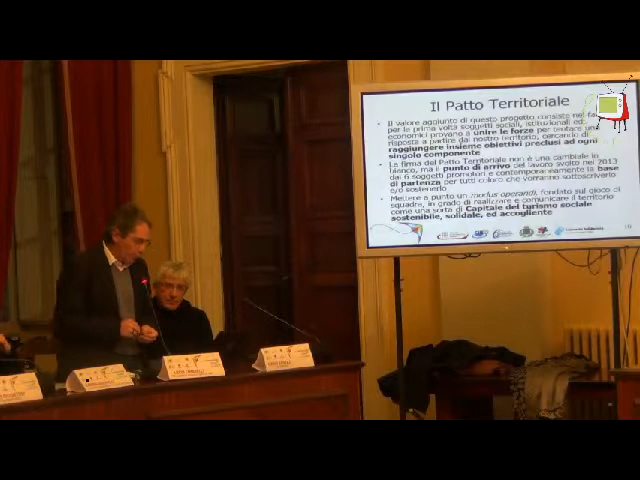 Il Patto Territoriale
Il valore aggiunto di questo progetto consiste nel
per la prima volta soggetti sociali, istituzionali ed
economici provano a unire le forze per tentare una
risposta a partire dal nostro territorio, cercando di
raggiungere insieme obiettivi preclusi ad ogni
singolo componente
La firma del Patto Territoriale non è una cambiale in
bianco, ma il punto di arrivo del lavoro svolto nel 2013
dai 6 soggetti promotori e contemporaneamente la base
di partenza per tutti coloro che vorranno sottoscriverlo
e/o sostenerlo
Mettere a punto un modus operandi, fondato sul gioco di
squadra, in grado di realizzare e comunicare il territorio
come una sorta di Capitale del turismo sociale
sostenibile, solidale, ed accogliente